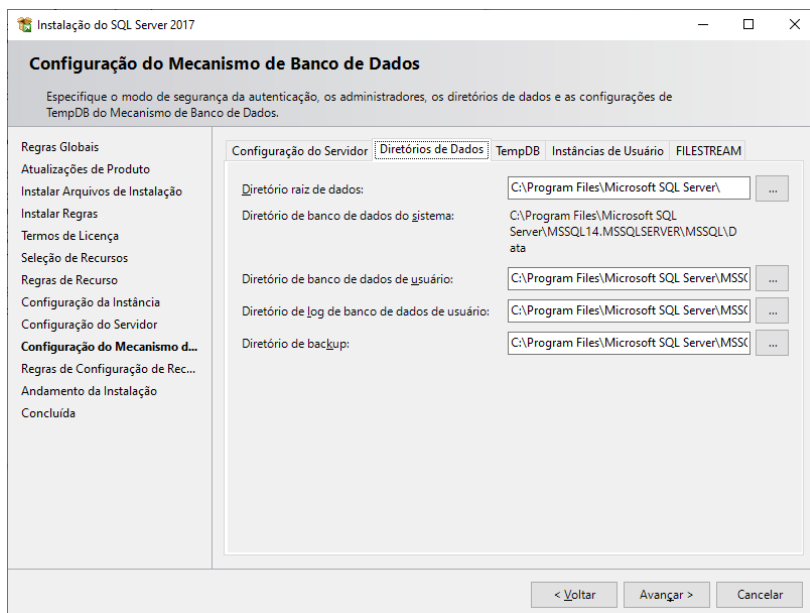 Instalação do SQL Server 2017
Configuração do Mecanismo de Banco de Dados
Especifique o modo de segurança da autenticação, os administradores, os diretórios de dados e as configurações de
TempDB do Mecanismo de Banco de Dados.
Regras Globais
Atualizações de Produto
Instalar Arquivos de Instalação
Instalar Regras
Termos de Licença
Seleção de Recursos
Regras de Recurso
Configuração da Instância
Configuração do Servidor
Configuração do Mecanismo d...
Regras de Configuração de Rec...
Andamento da Instalação
Concluída
Configuração do Servidor Diretórios de Dados TempDB Instâncias de Usuário FILESTREAM
Diretório raiz de dados: C:\Program Files\Microsoft SQL Server\ ...
Diretório de banco de dados do sistema: C:\Program Files\Microsoft SQL
Server\MSSQL14.MSSQLSERVER\MSSQL\D
ata
Diretório de banco de dados de usuário: C:\Program Files\Microsoft SQL Server\MSS( ...
Diretório de log de banco de dados de usuário: C:\Program Files\Microsoft SQL Server\MSS( ...
Diretório de backup: C:\Program Files\Microsoft SQL Server\MSS( ...
< Voltar Avançar > Cancelar